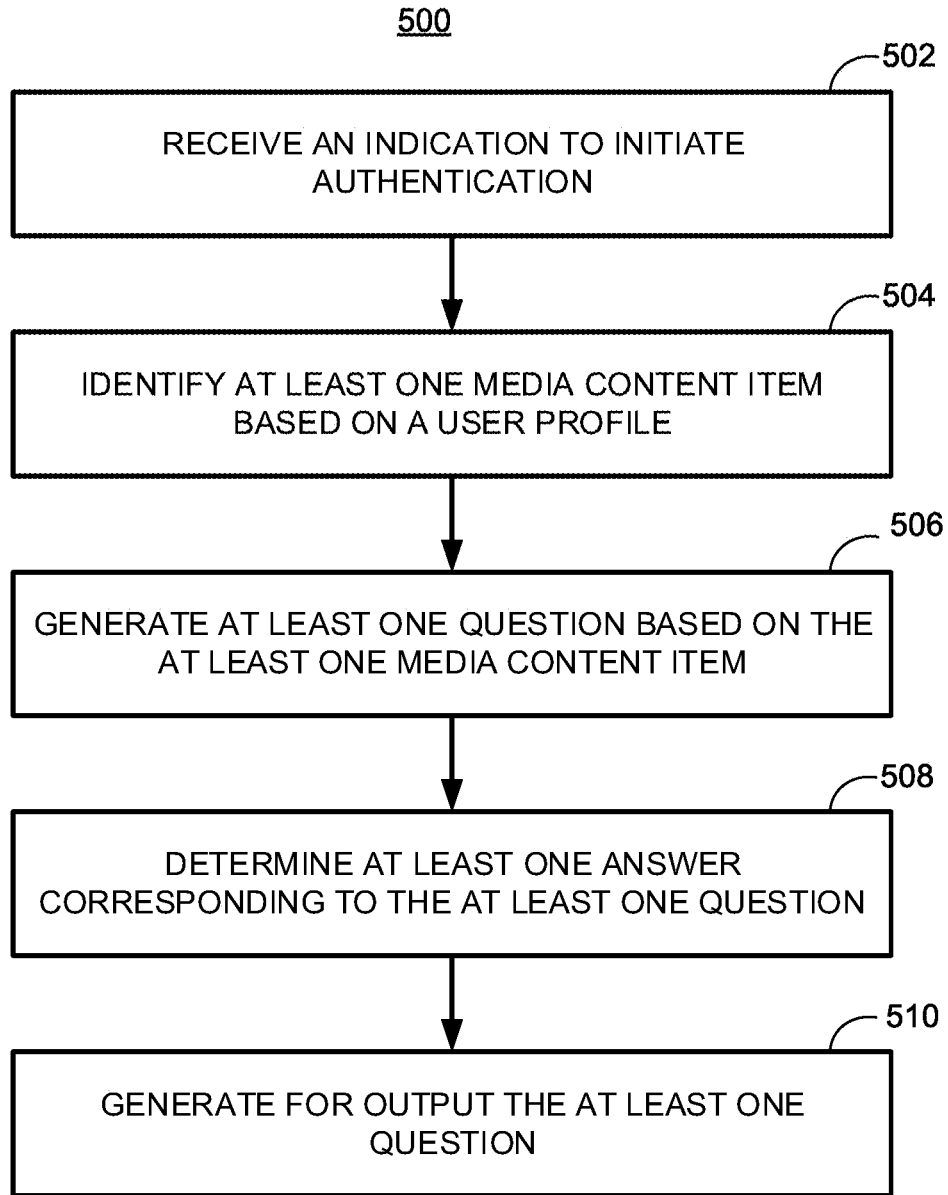 500
502
RECEIVE AN INDICATION TO INITIATE
AUTHENTICATION
504
IDENTIFY AT LEAST ONE MEDIA CONTENT ITEM
BASED ON A USER PROFILE
506
GENERATE AT LEAST ONE QUESTION BASED ON THE
AT LEAST ONE MEDIA CONTENT ITEM
508
DETERMINE AT LEAST ONE ANSWER
CORRESPONDING TO THE AT LEAST ONE QUESTION
510
GENERATE FOR OUTPUT THE AT LEAST ONE
QUESTION